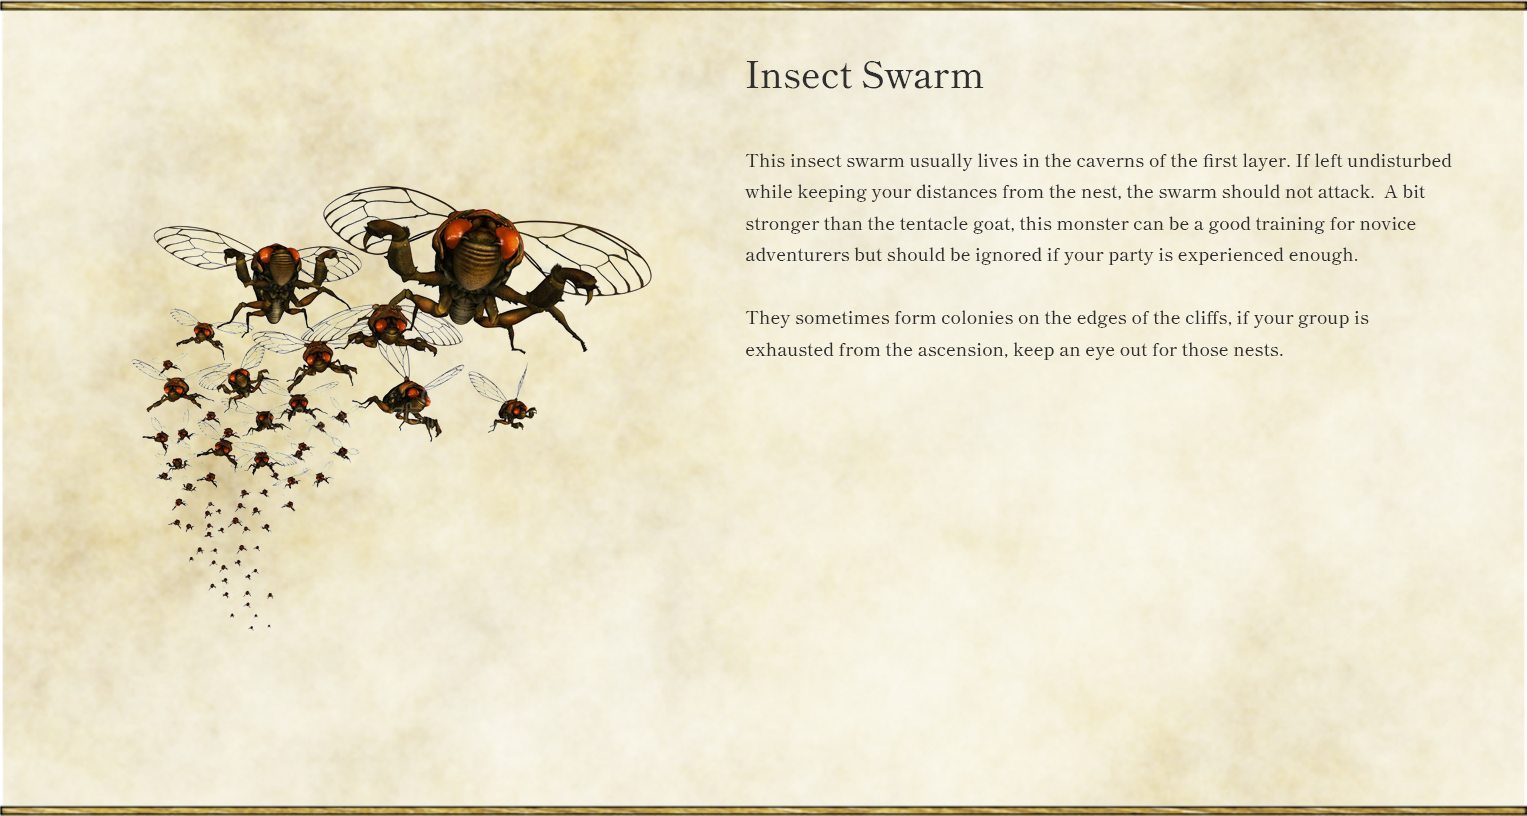 Insect Swarm
This insect swarm usually lives in the caverns of the first layer. If left undisturbed
while keeping your distances from the nest, the swarm should not attack.  A bit
stronger than the tentacle goat, this monster can be a good training for novice
adventurers but should be ignored if your party is experienced enough.
They sometimes form colonies on the edges of the cliffs, if your group is
exhausted from the ascension, keep an eye out for those nests.